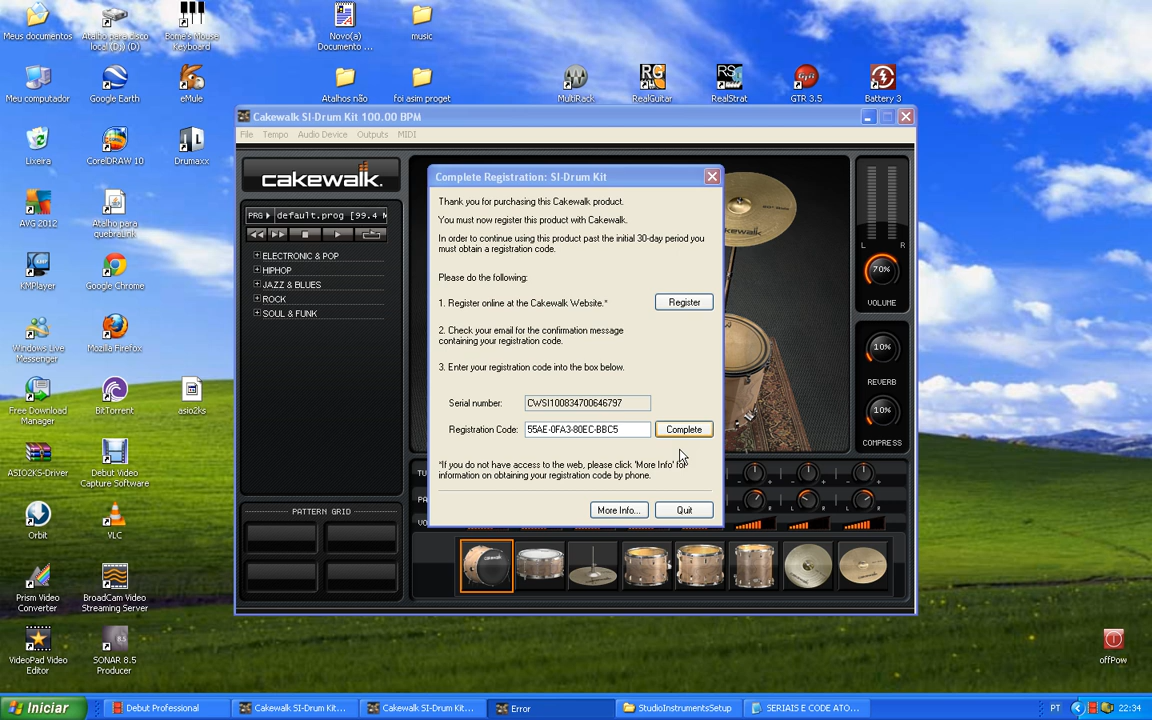 Meus documentos
Atalho para disco
local (D;) (D)
Bome's Mouse
Keyboard
Novo(a)
Documento ...
music
Meu computador
Google Earth
eMule
Atalhos não
foi asim proget
MultiRack
RealGuitar
RealStrat
GTR 3.5
Battery 3
Lixeira
CorelDRAW 10
Drumaxx
AVG 2012
Atalho para
quebraLink
KMPlayer
Google Chrome
Windows Live
Messenger
Mozilla Firefox
Free Download
Manager
BitTorrent
asio2ks
ASIO2KS-Driver
Debut Video
Capture Software
Orbit
VLC
Prism Video
Converter
BroadCam Video
Streaming Server
VideoPad Video
Editor
SONAR 8.5
Producer
offPow
Cakewalk SI-Drum Kit 100.00 BPM
File Tempo Audio Device Outputs MIDI
cakewalk.
PRG default.prog [99.4 M
ELECTRONIC & POP
HIPHOP
JAZZ & BLUES
ROCK
SOUL & FUNK
PATTERN GRID
L R
70%
VOLUME
10%
REVERB
10%
COMPRESS
Complete Registration: SI-Drum Kit
Thank you for purchasing this Cakewalk product.
You must now register this product with Cakewalk.
In order to continue using this product past the initial 30-day period you
must obtain a registration code.
Please do the following:
1. Register online at the Cakewalk Website.*
Register
2. Check your email for the confirmation message
containing your registration code.
3. Enter your registration code into the box below.
Serial number: CWSI100834700646797
Registration Code: 55AE-0FA3-80EC-BBC5
Complete
*If you do not have access to the web, please click 'More Info' for
information on obtaining your registration code by phone.
More Info...
Quit
Iniciar
Debut Professional
Cakewalk SI-Drum Kit...
Cakewalk SI-Drum Kit...
Error
StudioInstrumentsSetup
SERIAIS E CODE ATO...
PT
22:34